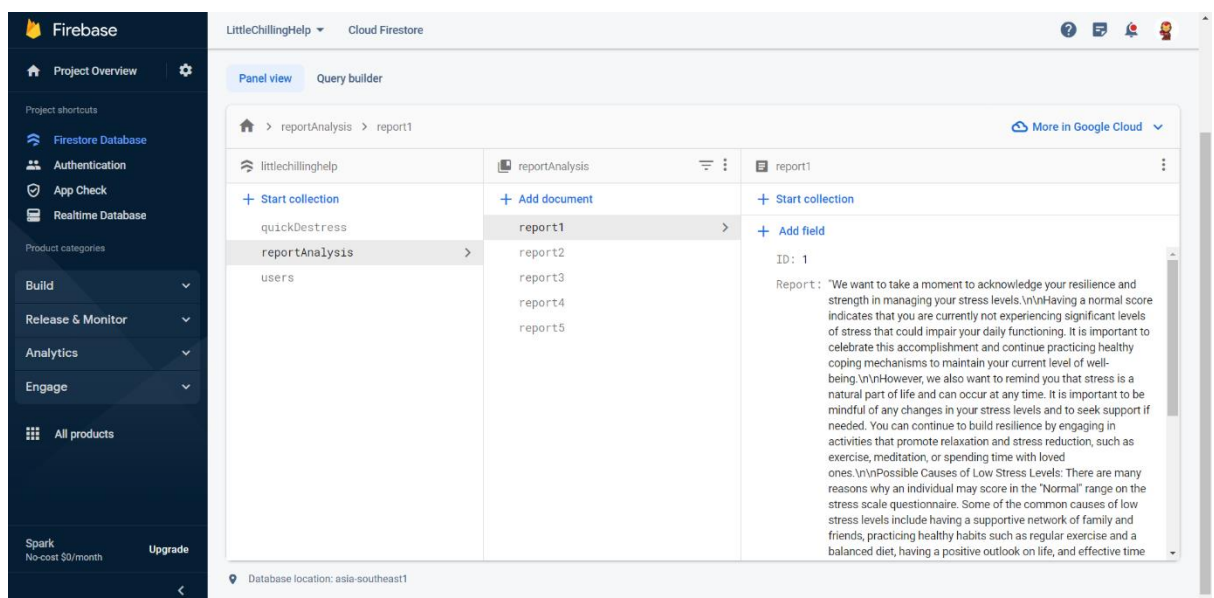 Firebase
LittleChillingHelp
Cloud Firestore
Project Overview
Panel view
Query builder
Project shortcuts
Firestore Database
Authentication
App Check
Realtime Database
Product categories
Build
Release & Monitor
Analytics
Engage
All products
Spark
No-cost $0/month
Upgrade
reportAnalysis > report1
More in Google Cloud
littlechillinghelp
+ Start collection
quickDestress
reportAnalysis
users
reportAnalysis
+ Add document
report1
report2
report3
report4
report5
report1
+ Start collection
+ Add field
ID: 1
Report: "We want to take a moment to acknowledge your resilience and
strength in managing your stress levels.\n\nHaving a normal score
indicates that you are currently not experiencing significant levels
of stress that could impair your daily functioning. It is important to
celebrate this accomplishment and continue practicing healthy
coping mechanisms to maintain your current level of well-
being.\n\nHowever, we also want to remind you that stress is a
natural part of life and can occur at any time. It is important to be
mindful of any changes in your stress levels and to seek support if
needed. You can continue to build resilience by engaging in
activities that promote relaxation and stress reduction, such as
exercise, meditation, or spending time with loved
ones.\n\nPossible Causes of Low Stress Levels: There are many
reasons why an individual may score in the "Normal" range on the
stress scale questionnaire. Some of the common causes of low
stress levels include having a supportive network of family and
friends, practicing healthy habits such as regular exercise and a
balanced diet, having a positive outlook on life, and effective time
Database location: asia-southeast1